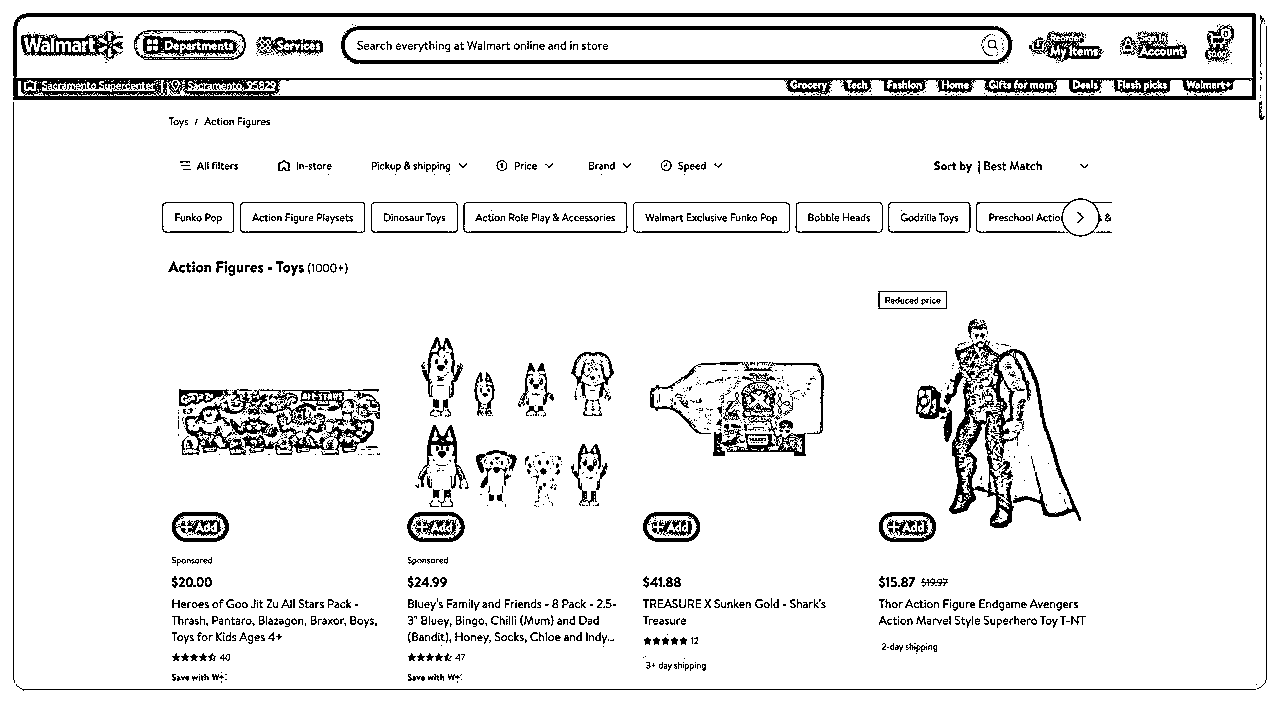 Walmart
Departments
Services
Search everything at Walmart online and in store
Reorder
My Items
Sign In
Account
0
$0.00
Sacramento Supercenter
Sacramento, 95829
Grocery
Tech
Fashion
Home
Gifts for mom
Deals
Flash picks
Walmart+
Toys / Action Figures
All filters
In-store
Pickup & shipping
Price
Brand
Speed
Sort by | Best Match
Funko Pop
Action Figure Playsets
Dinosaur Toys
Action Role Play & Accessories
Walmart Exclusive Funko Pop
Bobble Heads
Godzilla Toys
Preschool Actio
&
Action Figures - Toys (1000+)
Reduced price
ALL STARS
Add
Add
Add
Add
Sponsored
$20.00
Heroes of Goo Jit Zu All Stars Pack -
Thrash, Pantaro, Blazagon, Braxor, Boys,
Toys for Kids Ages 4+
40
Save with W+
Sponsored
$24.99
Bluey's Family and Friends - 8 Pack - 2.5-
3" Bluey, Bingo, Chilli (Mum) and Dad
(Bandit), Honey, Socks, Chloe and Indy...
47
Save with W+
$41.88
TREASURE X Sunken Gold - Shark's
Treasure
12
3+ day shipping
$15.87 $19.97
Thor Action Figure Endgame Avengers
Action Marvel Style Superhero Toy T-NT
2-day shipping